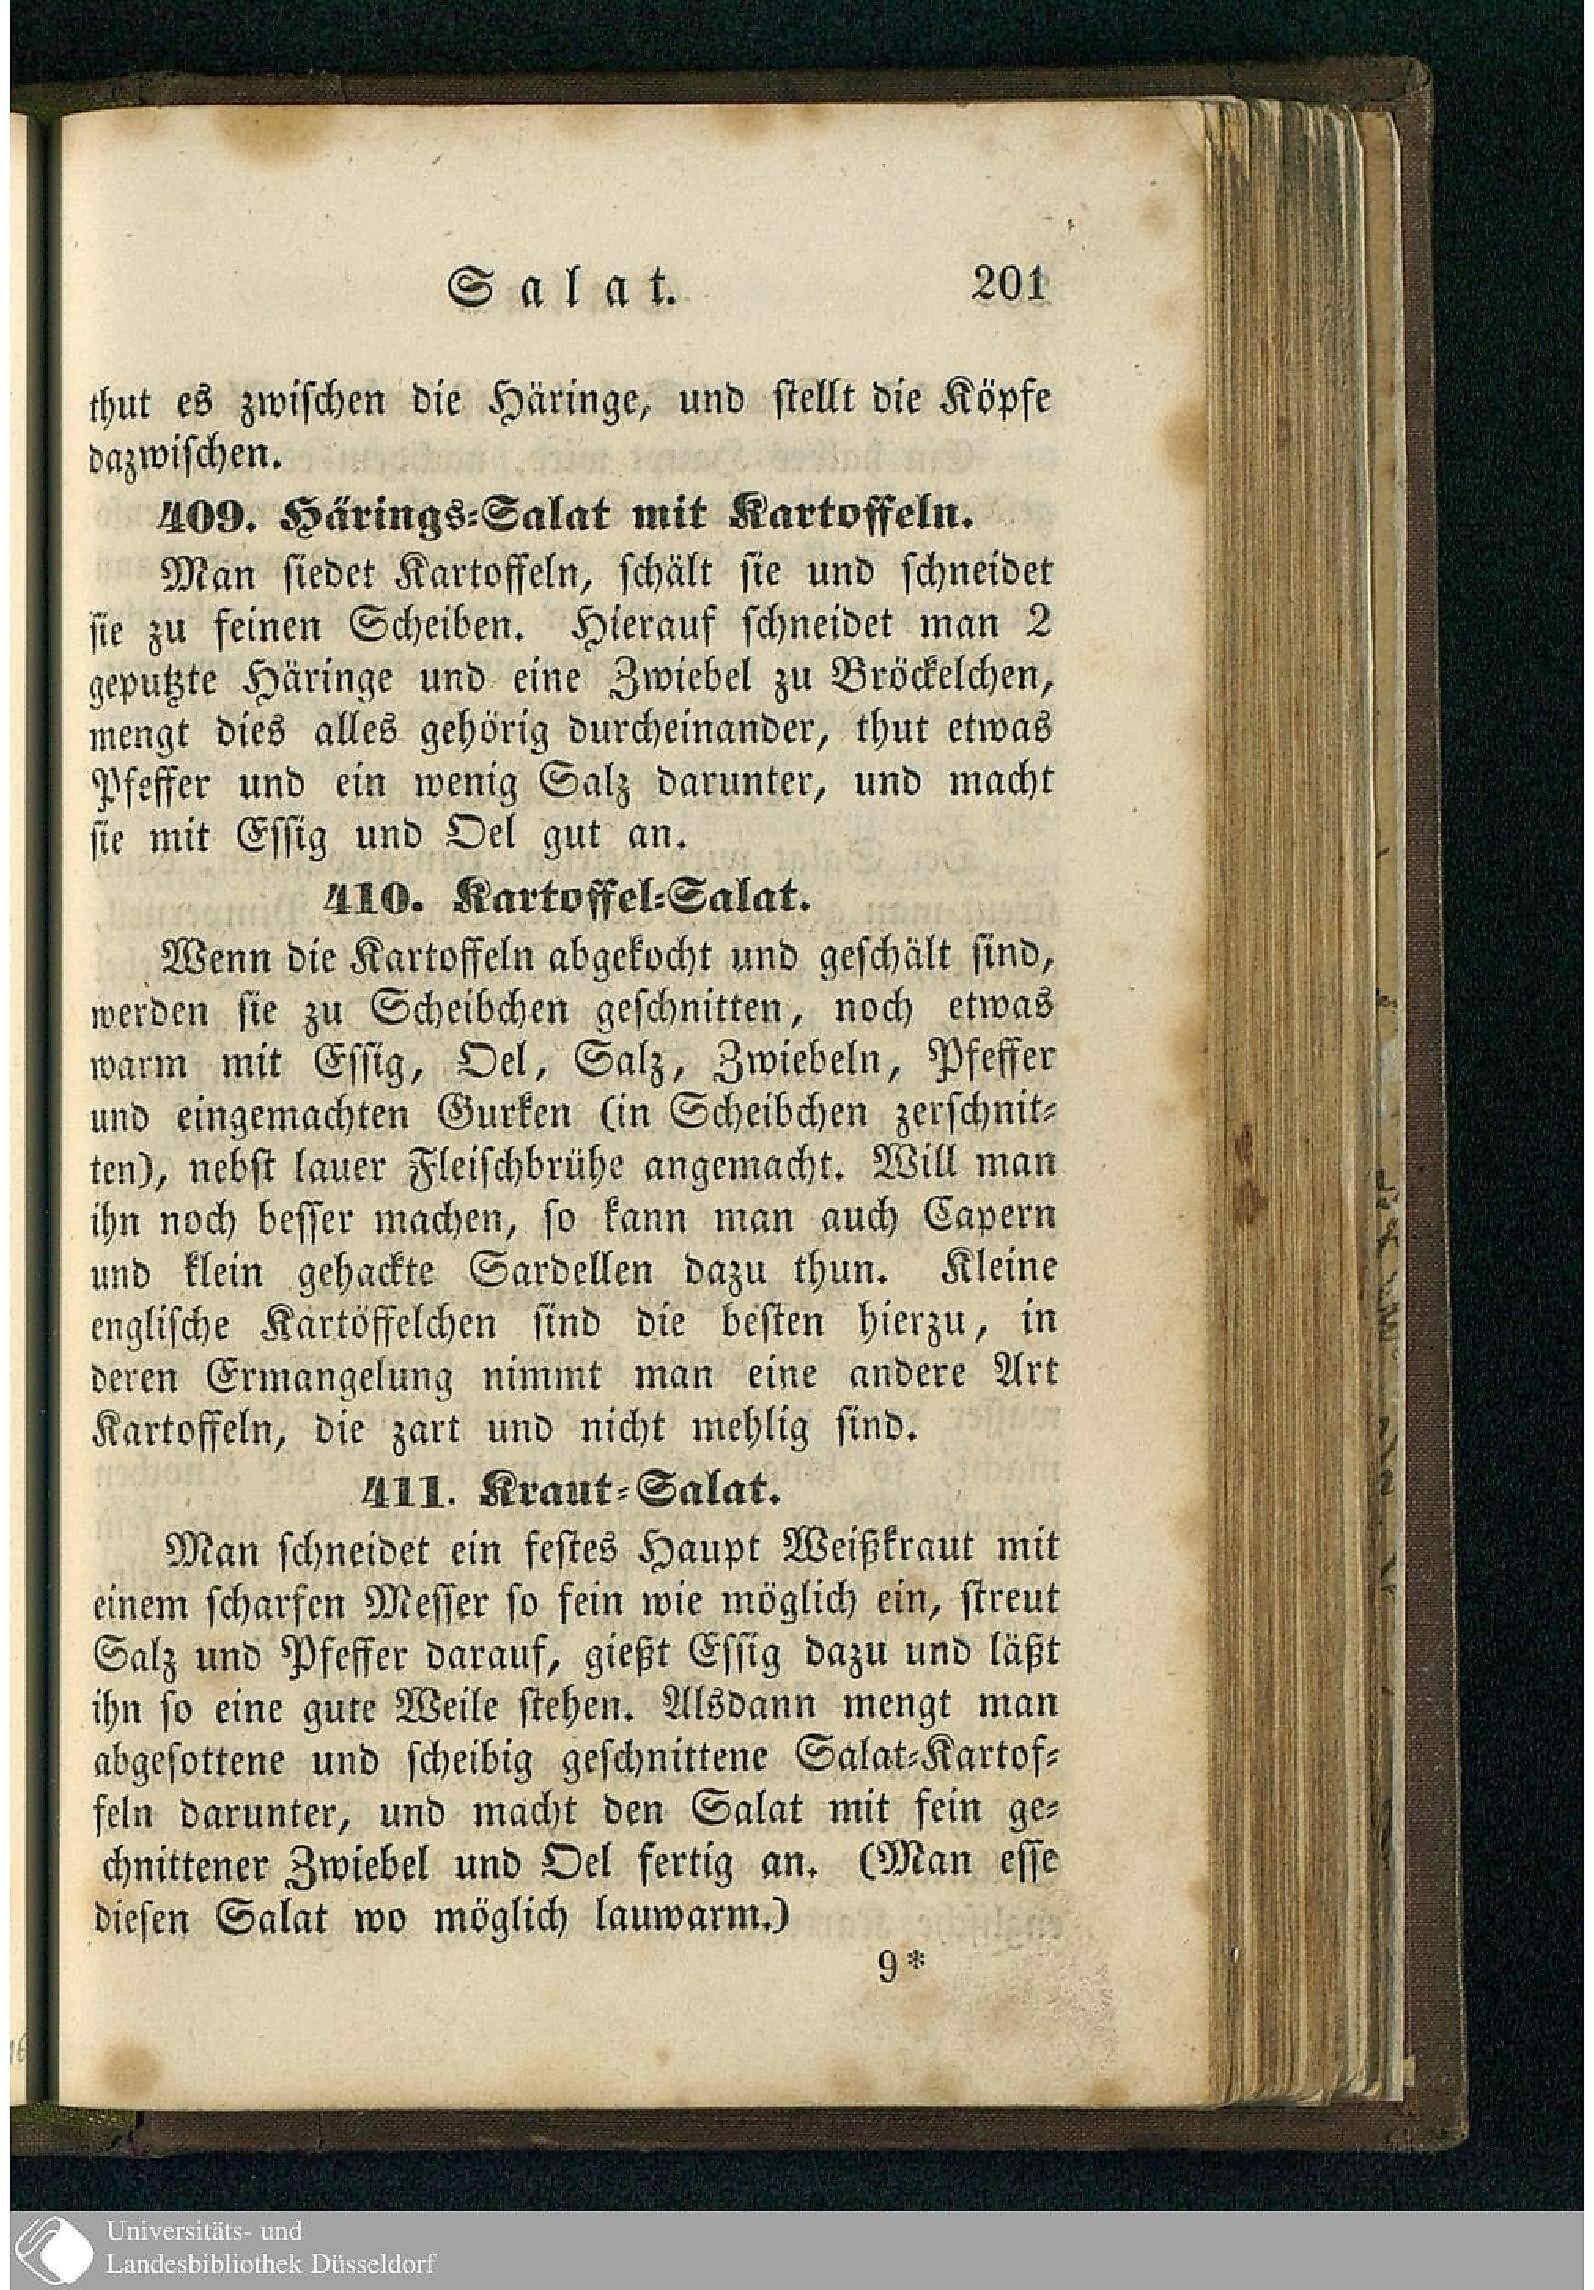 Salat. 201
thut es zwischen die Häringe, und stellt die Köpfe
dazwischen.
409. Härings-Salat mit Kartoffeln.
Man siedet Kartoffeln, schält sie und schneidet
sie zu feinen Scheiben. Hierauf schneidet man 2
geputzte Häringe und eine Zwiebel zu Bröckelchen,
mengt dies alles gehörig durcheinander, thut etwas
Pfeffer und ein wenig Salz darunter, und macht
sie mit Essig und Oel gut an.
410. Kartoffel-Salat.
Wenn die Kartoffeln abgekocht und geschält sind,
werden sie zu Scheibchen geschnitten, noch etwas
warm mit Essig, Oel, Salz, Zwiebeln, Pfeffer
und eingemachten Gurken (in Scheibchen zerschnit-
ten), nebst lauer Fleischbrühe angemacht. Will man
ihn noch besser machen, so kann man auch Capern
und klein gehackte Sardellen dazu thun. Kleine
englische Kartöffelchen sind die besten hierzu, in
deren Ermangelung nimmt man eine andere Art
Kartoffeln, die zart und nicht mehlig sind.
411. Kraut-Salat.
Man schneidet ein festes Haupt Weißkraut mit
einem scharfen Messer so fein wie möglich ein, streut
Salz und Pfeffer darauf, gießt Essig dazu und läßt
ihn so eine gute Weile stehen. Alsdann mengt man
abgesottene und scheibig geschnittene Salat-Kartof-
feln darunter, und macht den Salat mit fein ge-
chnittener Zwiebel und Oel fertig an. (Man esse
diesen Salat wo möglich lauwarm.)
9*
Universitäts- und
Landesbibliothek Düsseldorf